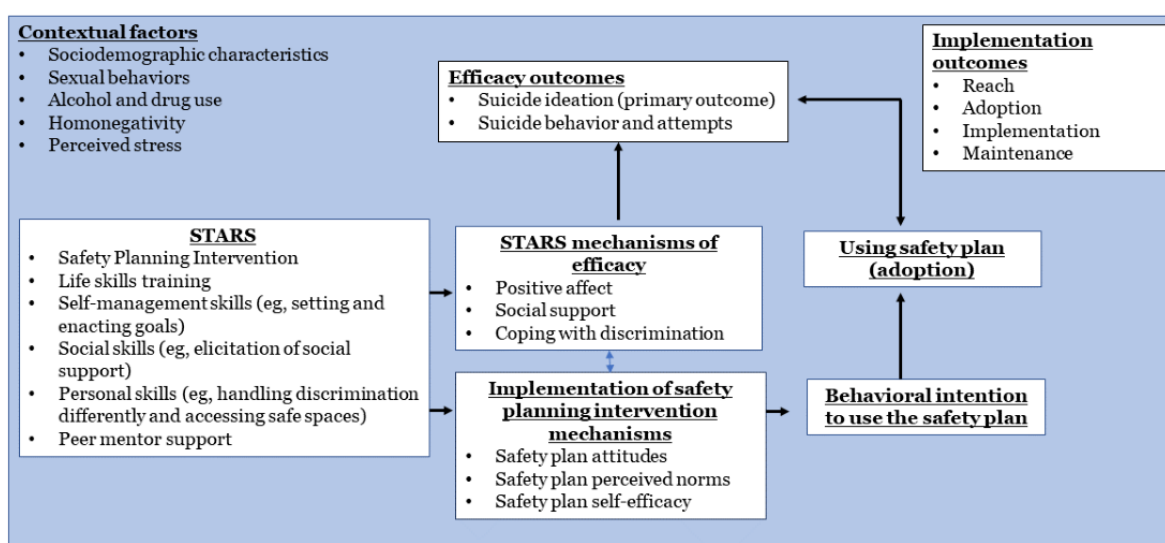 Contextual factors
• Sociodemographic characteristics
• Sexual behaviors
• Alcohol and drug use
• Homonegativity
• Perceived stress
Efficacy outcomes
• Suicide ideation (primary outcome)
• Suicide behavior and attempts
Implementation
outcomes
• Reach
• Adoption
• Implementation
• Maintenance
STARS
• Safety Planning Intervention
• Life skills training
• Self-management skills (eg, setting and
enacting goals)
• Social skills (eg, elicitation of social
support)
• Personal skills (eg, handling discrimination
differently and accessing safe spaces)
• Peer mentor support
STARS mechanisms of
efficacy
• Positive affect
• Social support
• Coping with discrimination
Using safety plan
(adoption)
Implementation of safety
planning intervention
mechanisms
• Safety plan attitudes
• Safety plan perceived norms
• Safety plan self-efficacy
Behavioral intention
to use the safety plan